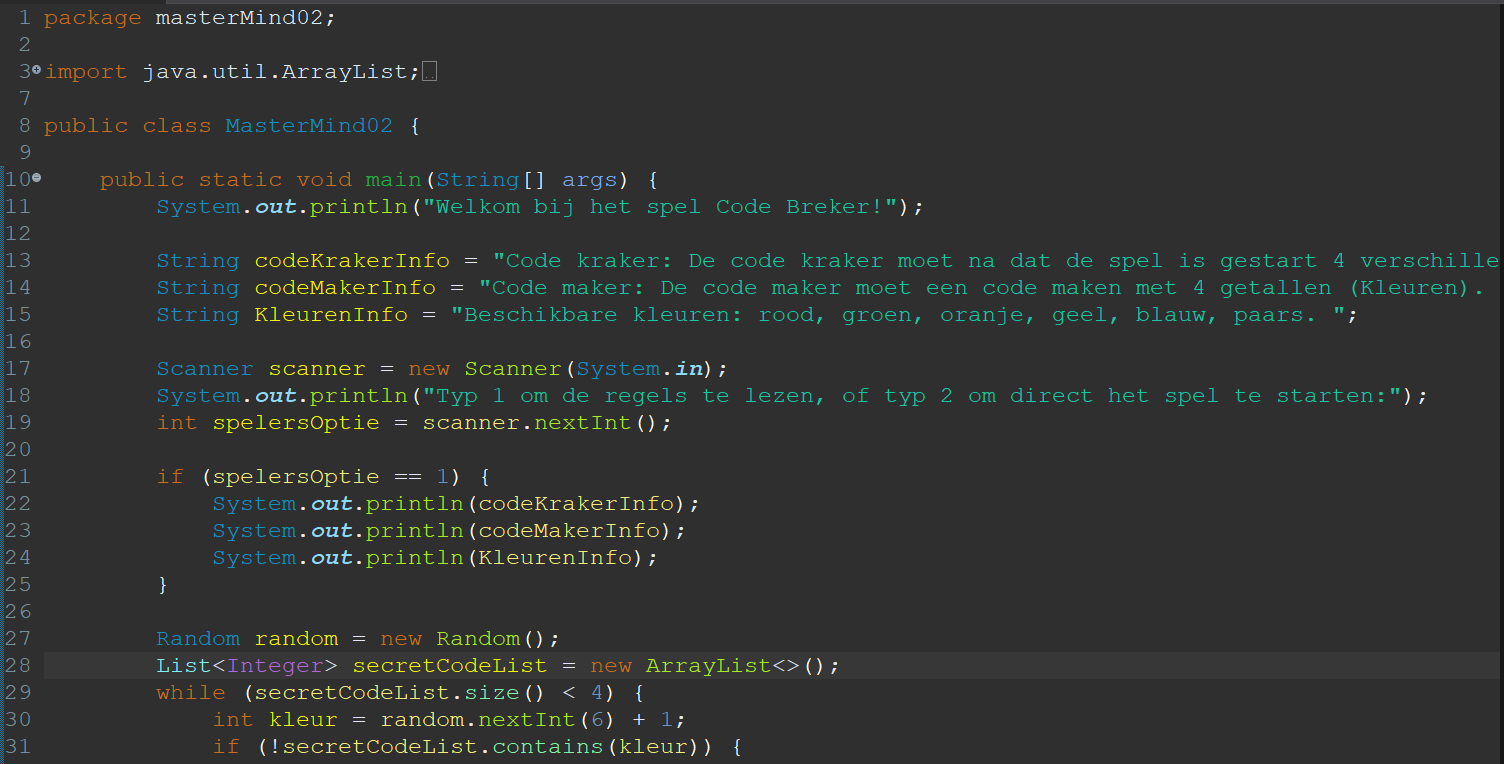 1 package masterMind02;
2
3 import java.util.ArrayList;
7
8 public class MasterMind02 {
9
10 public static void main(String[] args) {
11 System.out.println("Welkom bij het spel Code Breker!");
12
13 String codeKrakerInfo = "Code kraker: De code kraker moet na dat de spel is gestart 4 verschille
14 String codeMakerInfo = "Code maker: De code maker moet een code maken met 4 getallen (Kleuren).
15 String KleurenInfo = "Beschikbare kleuren: rood, groen, oranje, geel, blauw, paars. ";
16
17 Scanner scanner = new Scanner(System.in);
18 System.out.println("Typ 1 om de regels te lezen, of typ 2 om direct het spel te starten:");
19 int spelersOptie = scanner.nextInt();
20
21 if (spelersOptie == 1) {
22 System.out.println(codeKrakerInfo);
23 System.out.println(codeMakerInfo);
24 System.out.println(KleurenInfo);
25 }
26
27 Random random = new Random();
28 List<Integer> secretCodeList = new ArrayList<>();
29 while (secretCodeList.size() < 4) {
30 int kleur = random.nextInt(6) + 1;
31 if (!secretCodeList.contains(kleur)) {